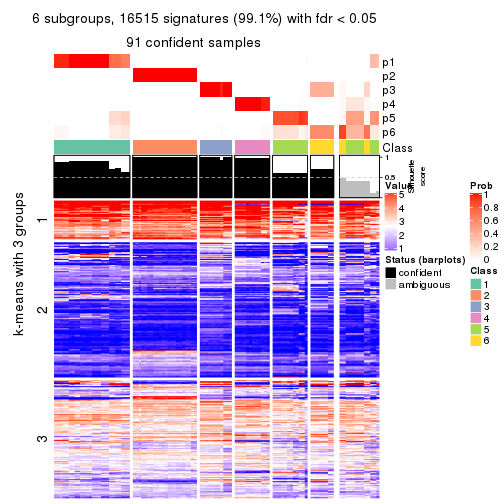 6 subgroups, 16515 signatures (99.1%) with fdr < 0.05
91 confident samples
p1
p2
p3
p4
p5
p6
Class
1
0.5
0
Silhouette
score
k-means with 3 groups
1
2
3
Value
5
4
3
2
1
Status (barplots)
confident
ambiguous
Prob
1
0.8
0.6
0.4
0.2
0
Class
1
2
3
4
5
6